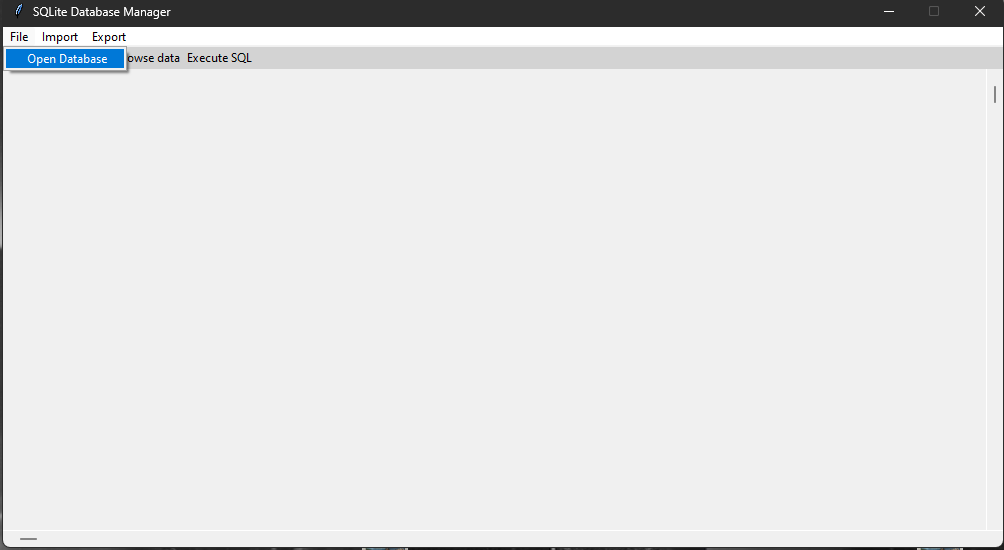 SQLite Database Manager
File Import Export
Open Database
owse data Execute SQL